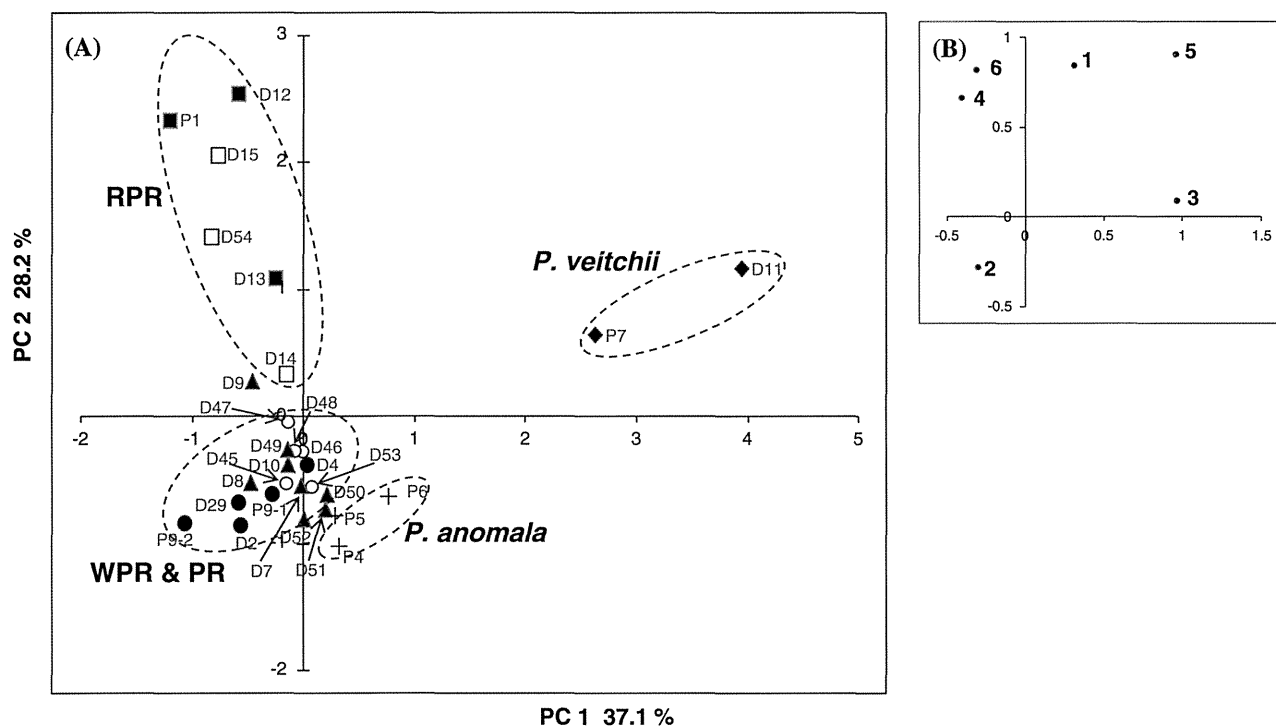 (A)
3
D12
P1
2
D15
RPR
D54
D13
1
P. veitchii
D11
P7
D14
D9
D47
0
D48
-2
-1
0
1
2
3
4
5
D49
D46
D45
D10
D4
D53
D8
D50
P6
D29
P9-1
P5
P. anomala
P9-2
D2
D52
-1
P4
WPR & PR
D7
D51
-2
PC 2 28.2 %
PC 1 37.1 %
(B)
1
6
1
5
4
0.5
3
0
-0.5
0
0.5
1
1.5
2
-0.5